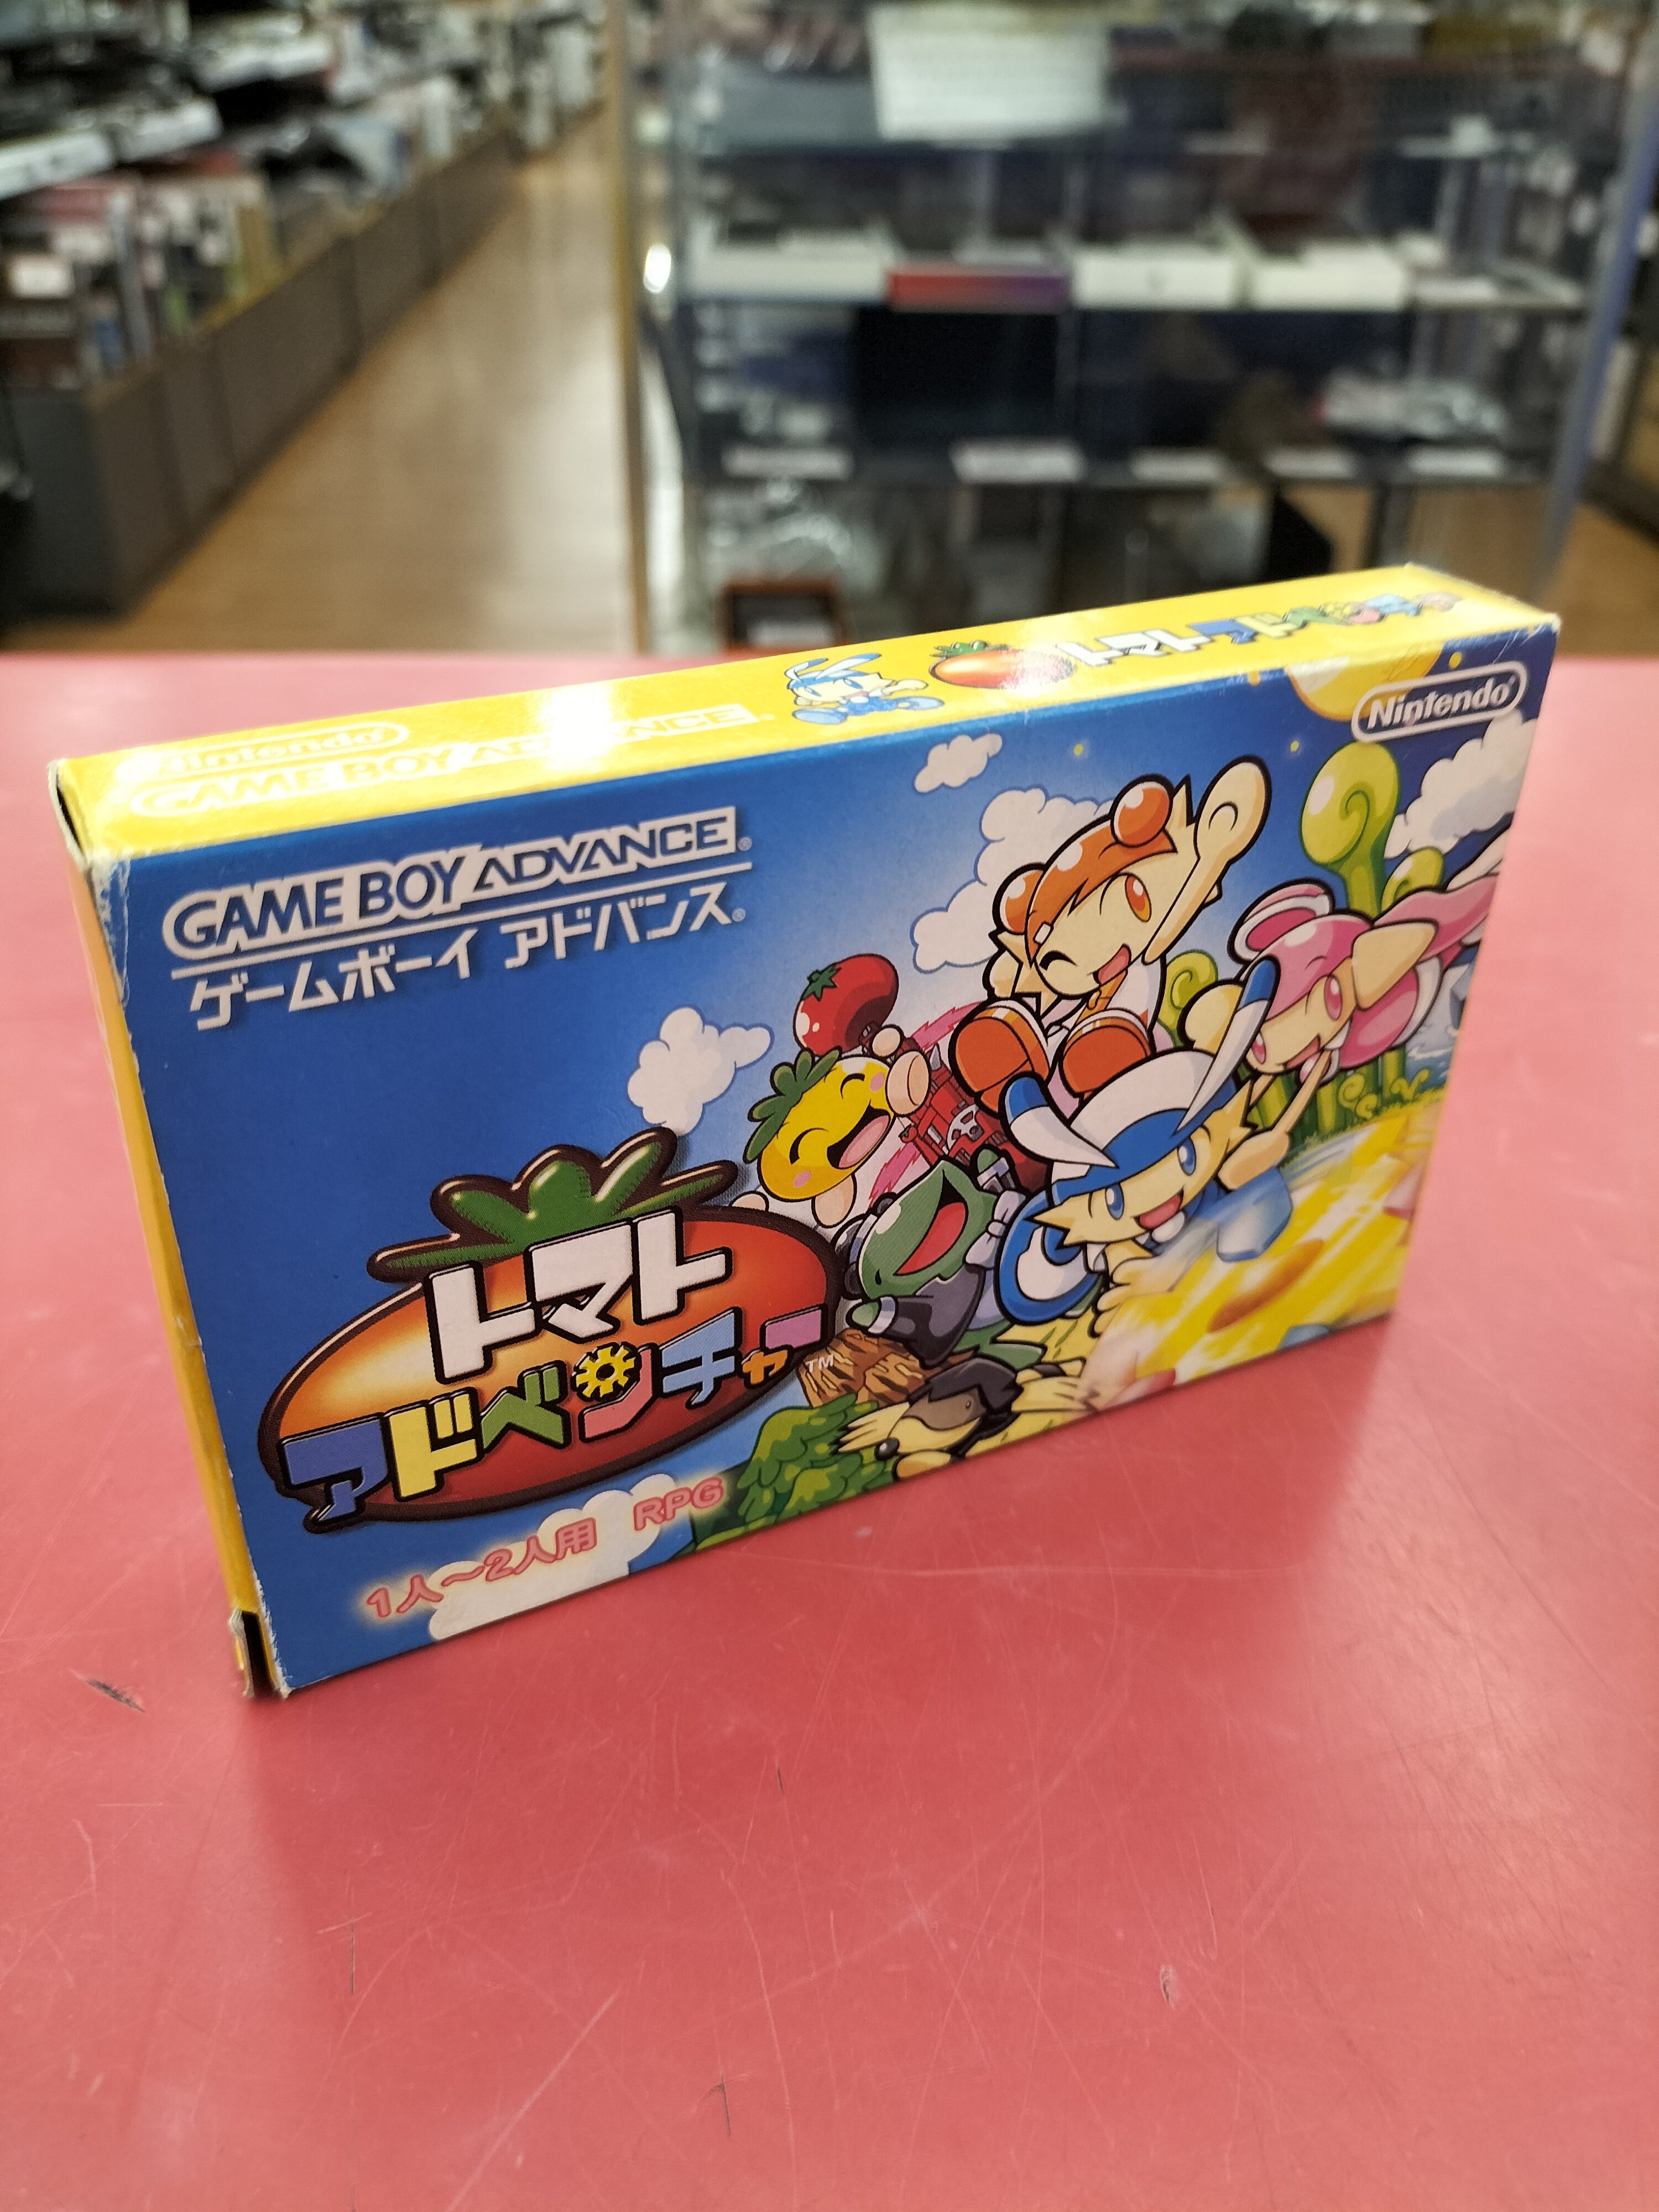 Nintendo
GAME BOY ADVANCE
トマトアドベンチャー
Nintendo®
GAME BOY ADVANCE®
ゲームボーイ アドバンス®
トマト
アドベンチャー
TM
1人〜2人用 RPG